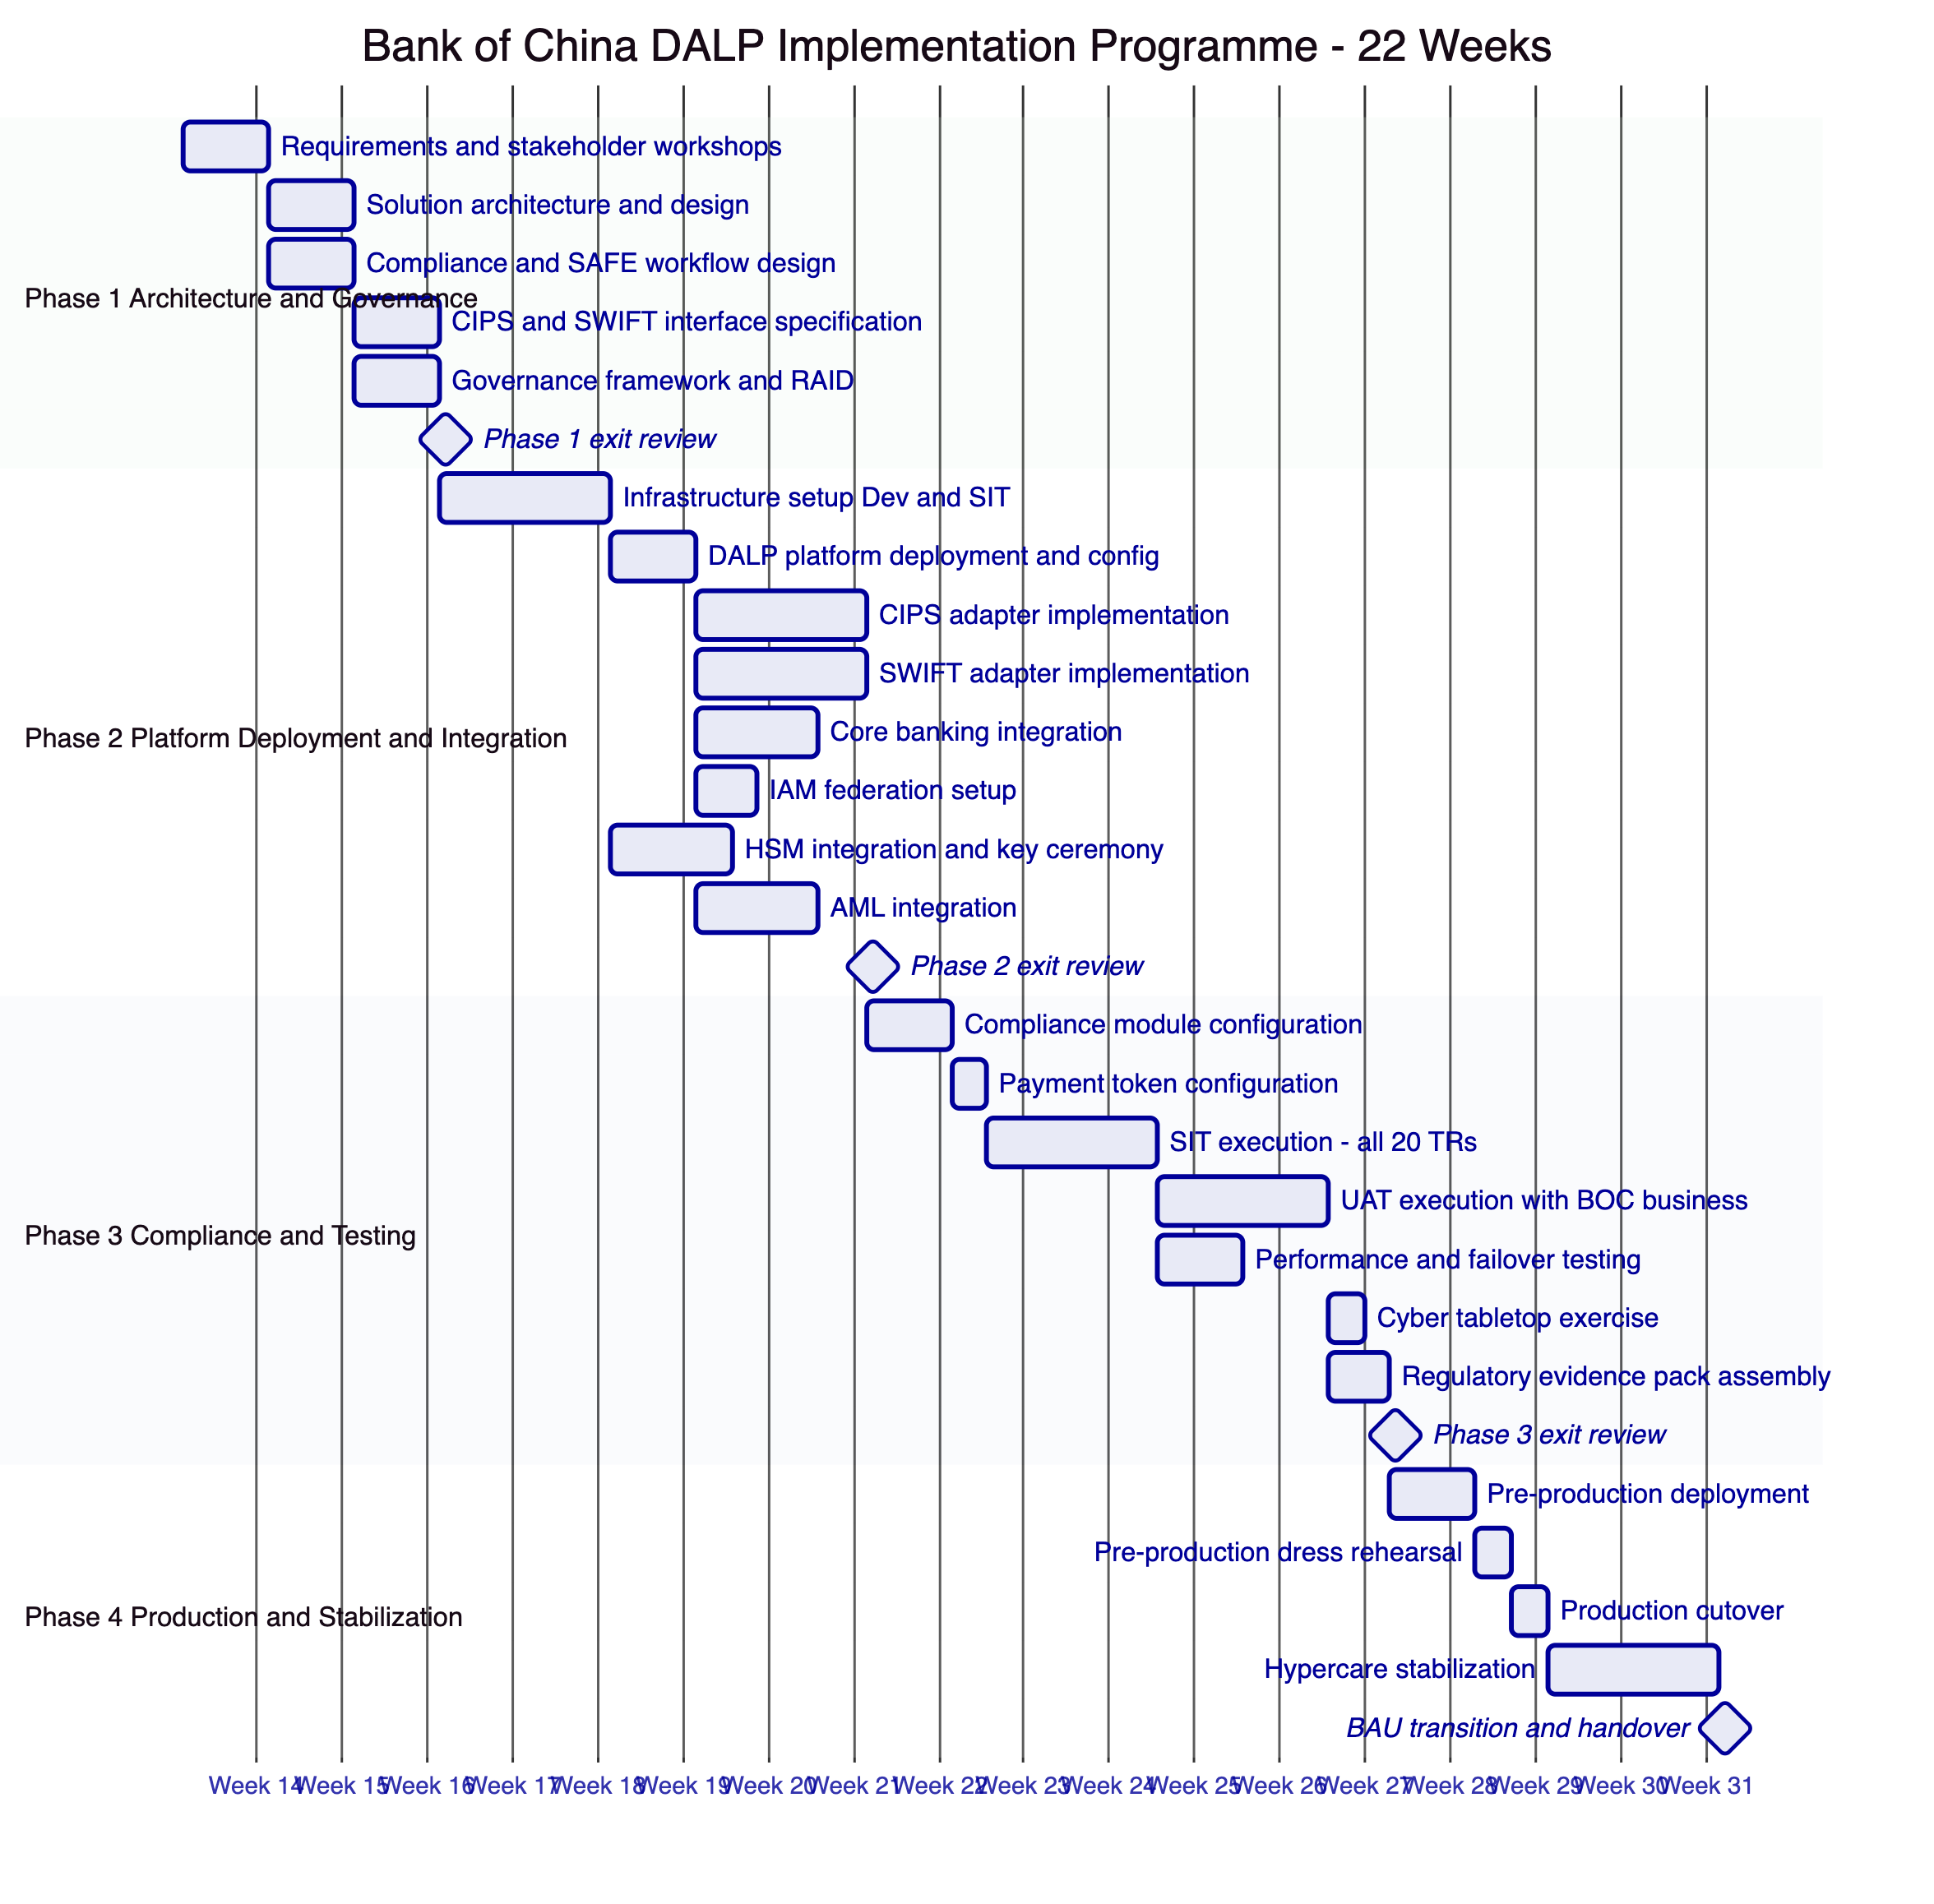 Bank of China DALP Implementation Programme - 22 Weeks
Requirements and stakeholder workshops
Solution architecture and design
Compliance and SAFE workflow design
Phase 1 Architecture and Governance
CIPS and SWIFT interface specification
Governance framework and RAID
Phase 1 exit review
Infrastructure setup Dev and SIT
DALP platform deployment and config
CIPS adapter implementation
SWIFT adapter implementation
Core banking integration
Phase 2 Platform Deployment and Integration
IAM federation setup
HSM integration and key ceremony
AML integration
Phase 2 exit review
Compliance module configuration
Payment token configuration
SIT execution - all 20 TRs
UAT execution with BOC business
Phase 3 Compliance and Testing
Performance and failover testing
Cyber tabletop exercise
Regulatory evidence pack assembly
Phase 3 exit review
Pre-production deployment
Pre-production dress rehearsal
Production cutover
Phase 4 Production and Stabilization
Hypercare stabilization
BAU transition and handover
Week 14 Week 15 Week 16 Week 17 Week 18 Week 19 Week 20 Week 21 Week 22 Week 23 Week 24 Week 25 Week 26 Week 27 Week 28 Week 29 Week 30 Week 31